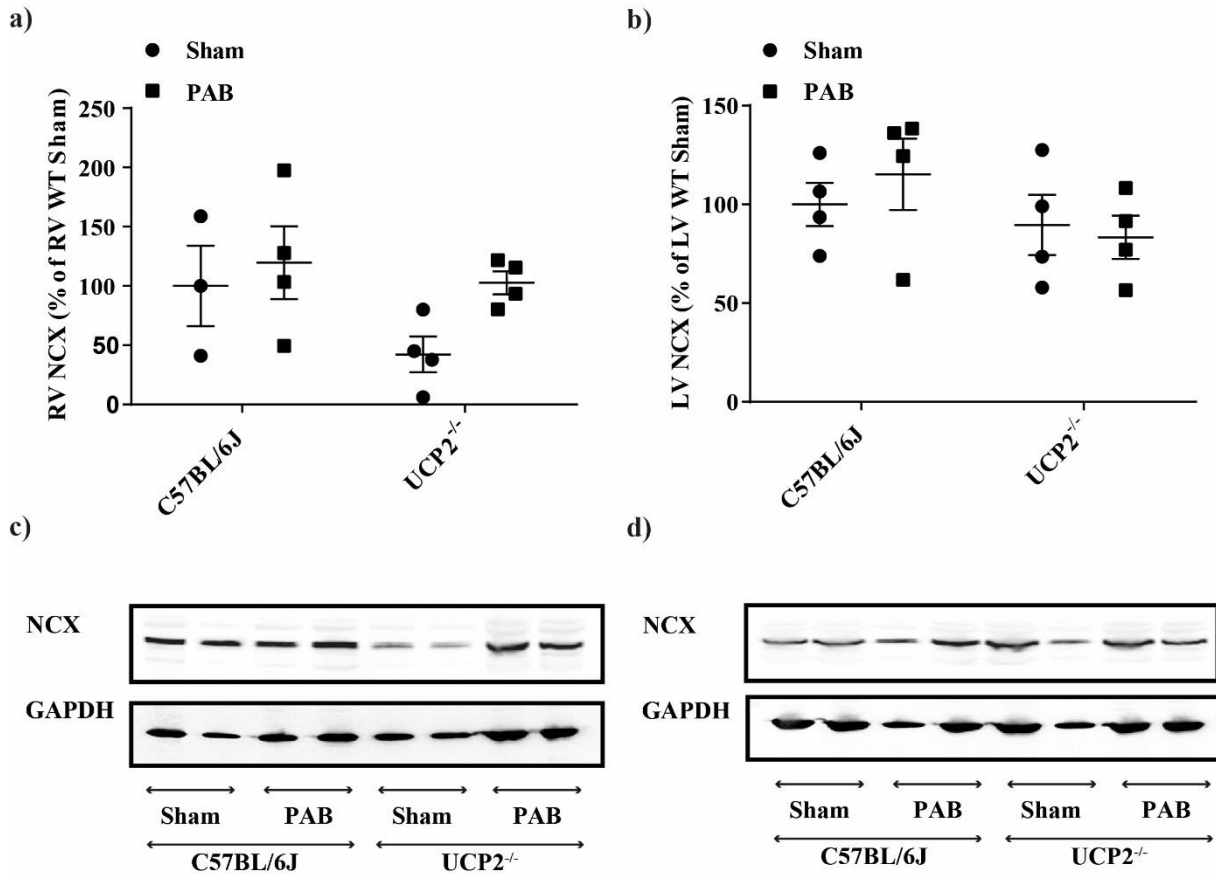 a)
Sham
PAB
RV NCX (% of RV WT Sham)
250
200
150
100
50
0
C57BL/6J
UCP2-/-
b)
Sham
PAB
LV NCX (% of LV WT Sham)
150
100
50
0
C57BL/6J
UCP2-/-
c)
NCX
GAPDH
Sham PAB Sham PAB
C57BL/6J UCP2-/-
d)
NCX
GAPDH
Sham PAB Sham PAB
C57BL/6J UCP2-/-